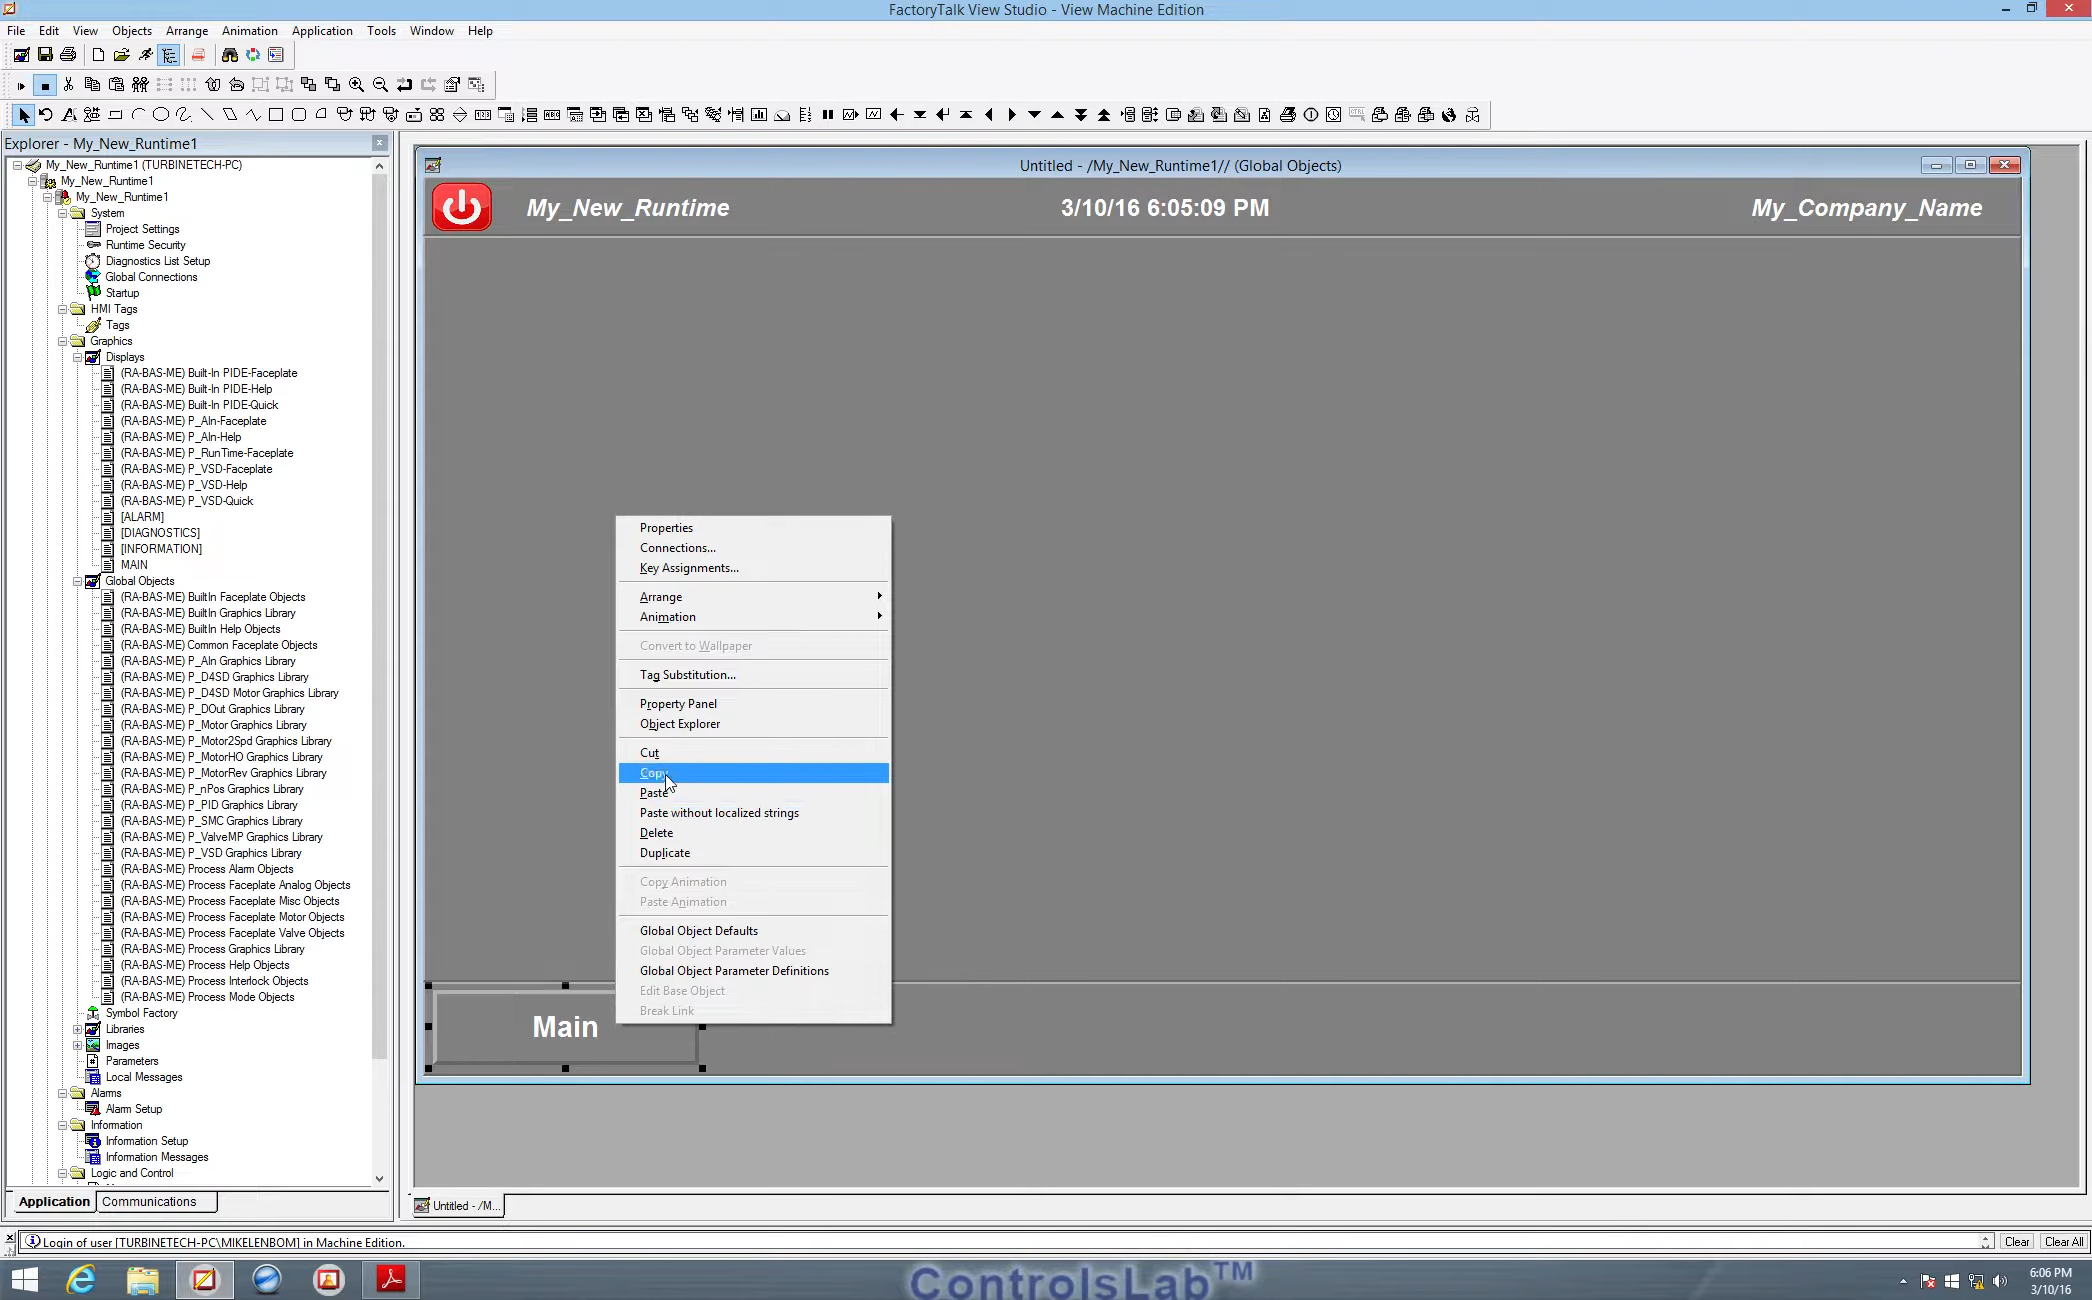 FactoryTalk View Studio - View Machine Edition
File Edit View Objects Arrange Animation Application Tools Window Help
Explorer - My_New_Runtime1
My_New_Runtime1 (TURBINETECH-PC)
My_New_Runtime1
My_New_Runtime1
System
Project Settings
Runtime Security
Diagnostics List Setup
Global Connections
Startup
HMI Tags
Tags
Graphics
Displays
(RA-BAS-ME) Built-In PIDE-Faceplate
(RA-BAS-ME) Built-In PIDE-Help
(RA-BAS-ME) Built-In PIDE-Quick
(RA-BAS-ME) P_AIn-Faceplate
(RA-BAS-ME) P_AIn-Help
(RA-BAS-ME) P_RunTime-Faceplate
(RA-BAS-ME) P_VSD-Faceplate
(RA-BAS-ME) P_VSD-Help
(RA-BAS-ME) P_VSD-Quick
[ALARM]
[DIAGNOSTICS]
[INFORMATION]
MAIN
Global Objects
(RA-BAS-ME) BuiltIn Faceplate Objects
(RA-BAS-ME) BuiltIn Graphics Library
(RA-BAS-ME) BuiltIn Help Objects
(RA-BAS-ME) Common Faceplate Objects
(RA-BAS-ME) P_AIn Graphics Library
(RA-BAS-ME) P_D4SD Graphics Library
(RA-BAS-ME) P_D4SD Motor Graphics Library
(RA-BAS-ME) P_DOut Graphics Library
(RA-BAS-ME) P_Motor Graphics Library
(RA-BAS-ME) P_Motor2Spd Graphics Library
(RA-BAS-ME) P_MotorHO Graphics Library
(RA-BAS-ME) P_MotorRev Graphics Library
(RA-BAS-ME) P_nPos Graphics Library
(RA-BAS-ME) P_PID Graphics Library
(RA-BAS-ME) P_SMC Graphics Library
(RA-BAS-ME) P_ValveMP Graphics Library
(RA-BAS-ME) P_VSD Graphics Library
(RA-BAS-ME) Process Alarm Objects
(RA-BAS-ME) Process Faceplate Analog Objects
(RA-BAS-ME) Process Faceplate Misc Objects
(RA-BAS-ME) Process Faceplate Motor Objects
(RA-BAS-ME) Process Faceplate Valve Objects
(RA-BAS-ME) Process Graphics Library
(RA-BAS-ME) Process Help Objects
(RA-BAS-ME) Process Interlock Objects
(RA-BAS-ME) Process Mode Objects
Symbol Factory
Libraries
Images
Parameters
Local Messages
Alarms
Alarm Setup
Information
Information Setup
Information Messages
Logic and Control
Application Communications
Untitled - /My_New_Runtime1// (Global Objects)
My_New_Runtime 3/10/16 6:05:09 PM My_Company_Name
Properties
Connections...
Key Assignments...
Arrange
Animation
Convert to Wallpaper
Tag Substitution...
Property Panel
Object Explorer
Cut
Copy
Paste
Paste without localized strings
Delete
Duplicate
Copy Animation
Paste Animation
Global Object Defaults
Global Object Parameter Values
Global Object Parameter Definitions
Edit Base Object
Break Link
Main
Untitled - /M...
Login of user [TURBINETECH-PC\MIKELENBOM] in Machine Edition.
Clear Clear All
ControlsLab™
6:06 PM
3/10/16